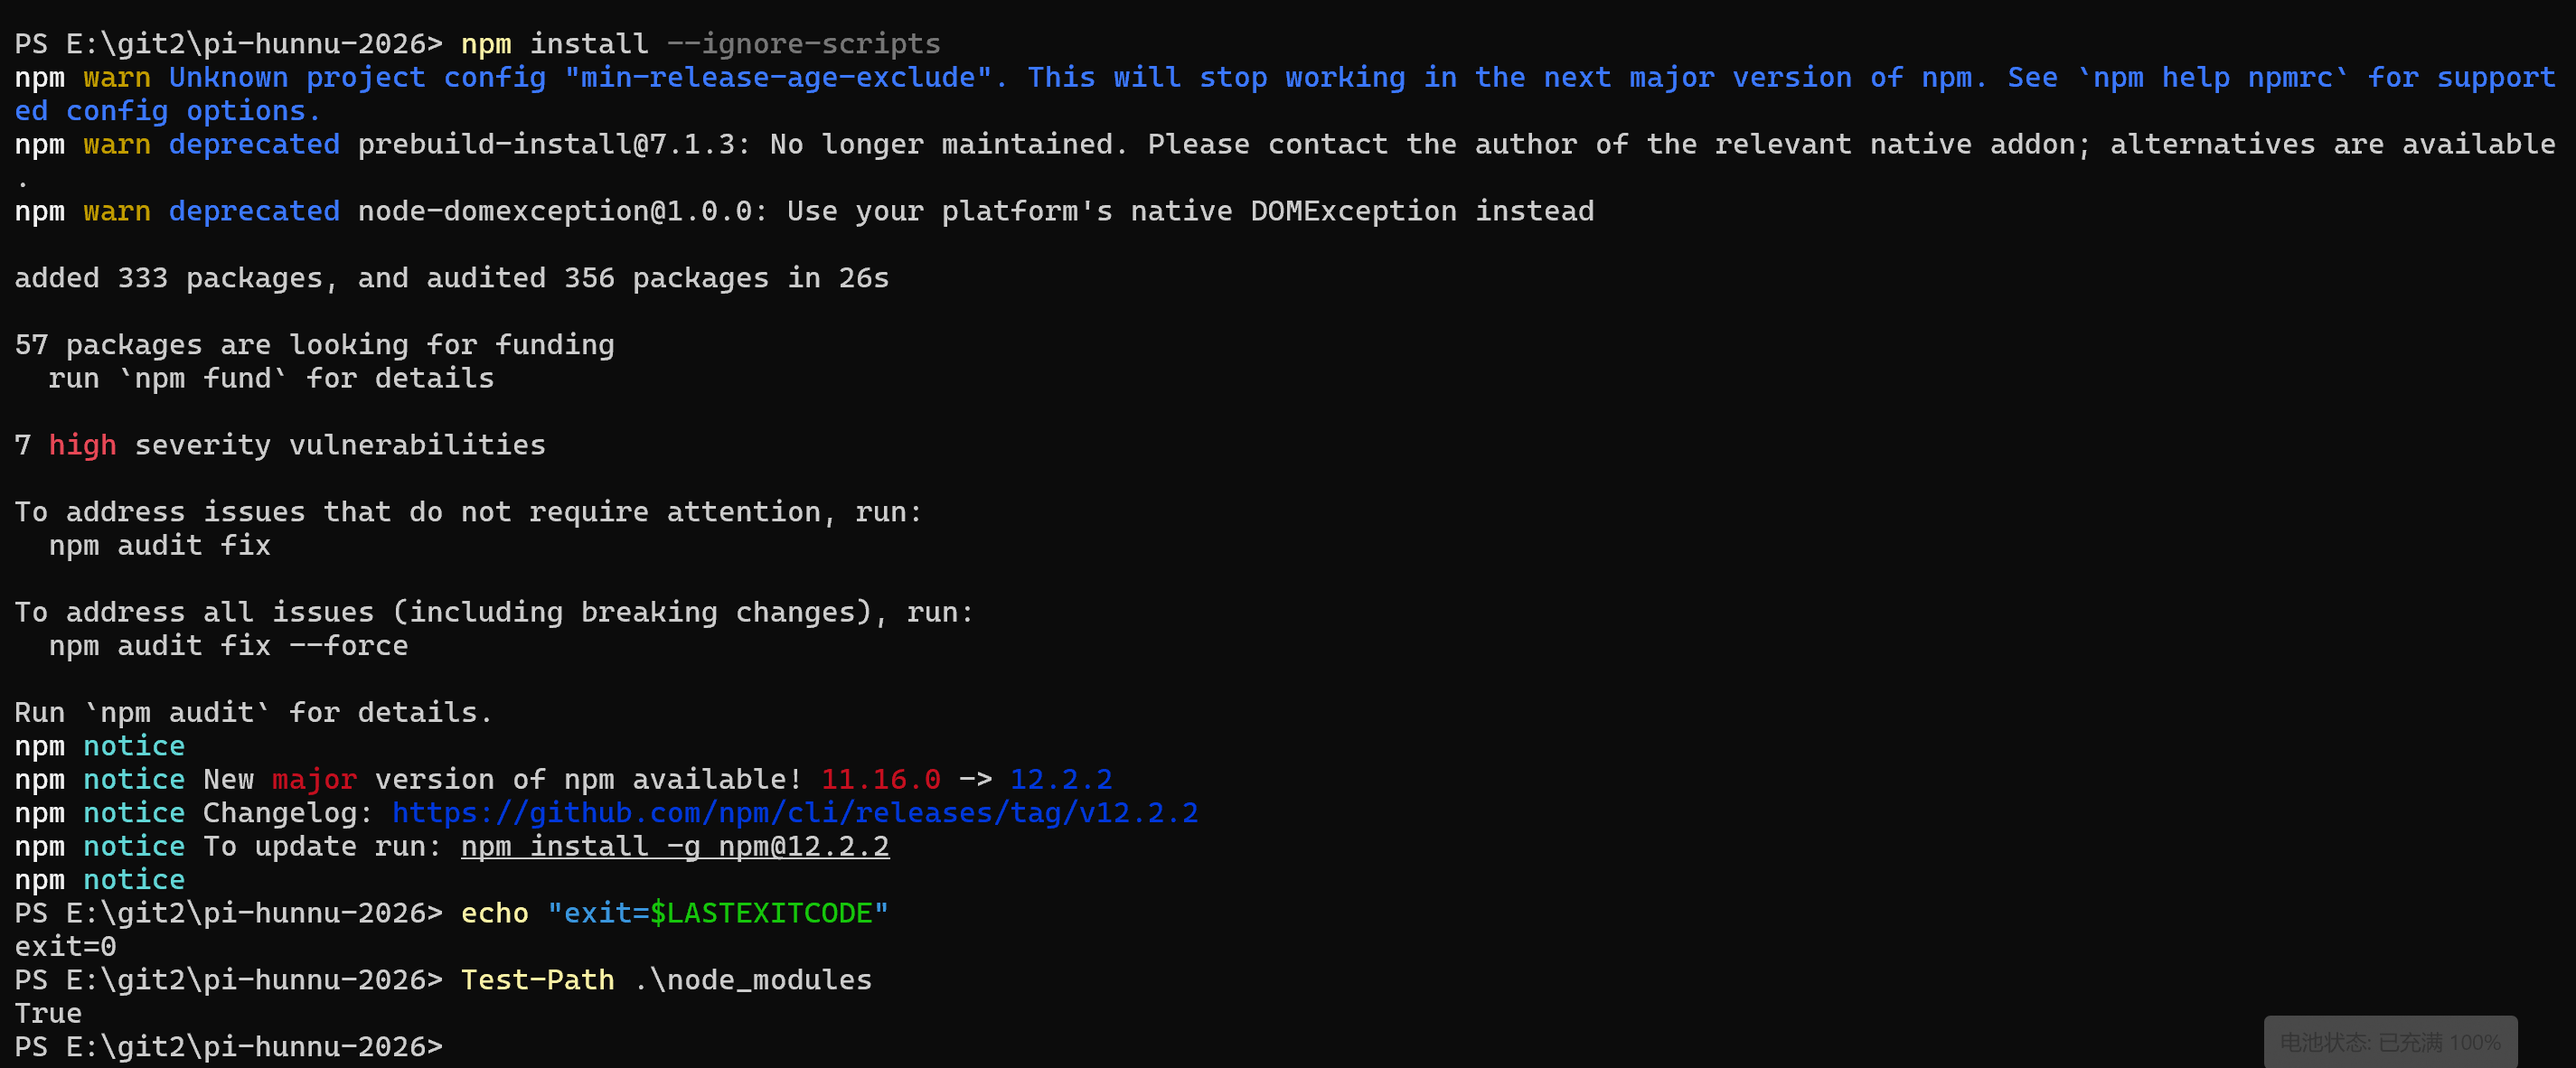 PS E:\git2\pi-hunnu-2026> npm install --ignore-scripts
npm warn Unknown project config "min-release-age-exclude". This will stop working in the next major version of npm. See `npm help npmrc` for support
ed config options.
npm warn deprecated prebuild-install@7.1.3: No longer maintained. Please contact the author of the relevant native addon; alternatives are available
.
npm warn deprecated node-domexception@1.0.0: Use your platform's native DOMException instead
added 333 packages, and audited 356 packages in 26s
57 packages are looking for funding
  run `npm fund` for details
7 high severity vulnerabilities
To address issues that do not require attention, run:
  npm audit fix
To address all issues (including breaking changes), run:
  npm audit fix --force
Run `npm audit` for details.
npm notice
npm notice New major version of npm available! 11.16.0 -> 12.2.2
npm notice Changelog: https://github.com/npm/cli/releases/tag/v12.2.2
npm notice To update run: npm install -g npm@12.2.2
npm notice
PS E:\git2\pi-hunnu-2026> echo "exit=$LASTEXITCODE"
exit=0
PS E:\git2\pi-hunnu-2026> Test-Path .\node_modules
True
PS E:\git2\pi-hunnu-2026>
电池状态: 已充满 100%